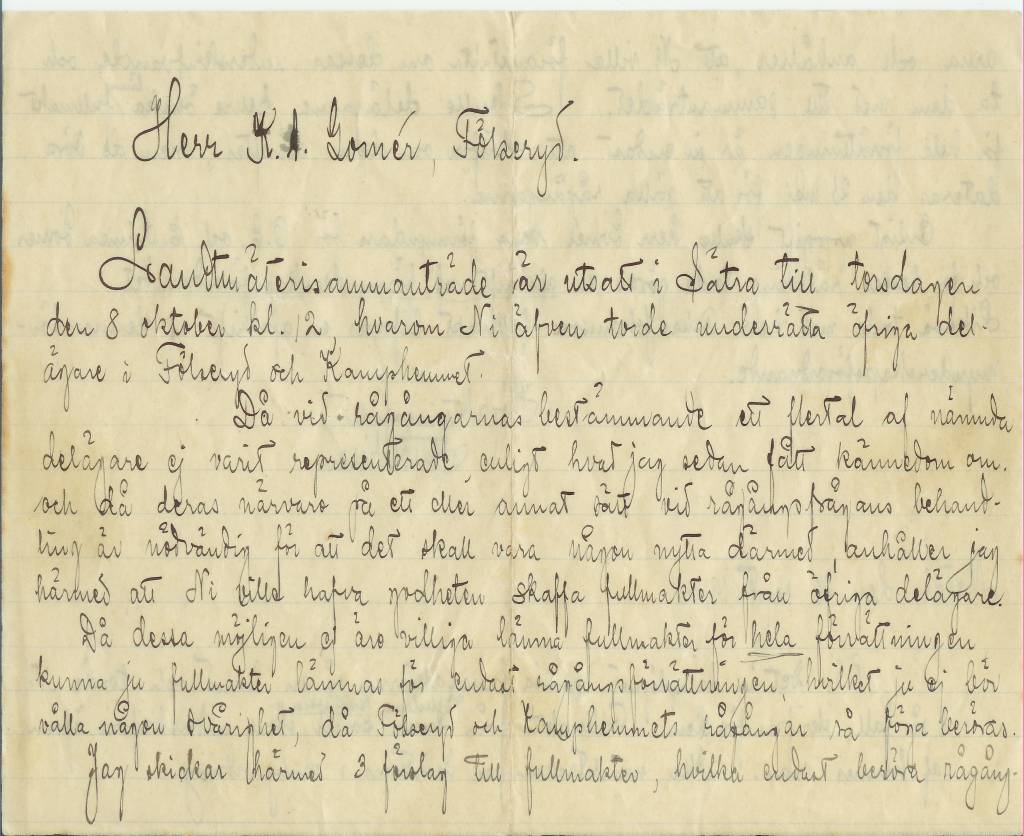 Herr K. A. Gomér, Fölseryd.
Landtmäterisammanträde är utsatt i Sätra till torsdagen
den 8 oktober kl. 12, hvarom Ni äfven torde underrätta öfriga del-
ägare i Fölseryd och Kamphemmet.
Då vid rågångarnas bestämmande ett flertal af nämnda
delägare ej varit representerade enligt hvad jag sedan fått kännedom om.
och då deras närvaro på ett eller annat sätt vid rågångsfrågans behand-
ling är nödvändig för att det skall vara någon nytta därmed, anhåller jag
härmed att Ni ville hafva godheten skaffa fullmakter från öfriga delägare.
Då dessa möjligen ej äro villiga lämna fullmakter för hela förrättningen
kunna ju fullmakter lämnas för endast rågångsförrättningen, hvilket ju ej bör
vålla någon svårighet, då Fölseryd och Kamphemmets rågångar så föga beröras.
Jag skickar härmed 3 förslag till fullmakter, hvilka endast beröra rågång-